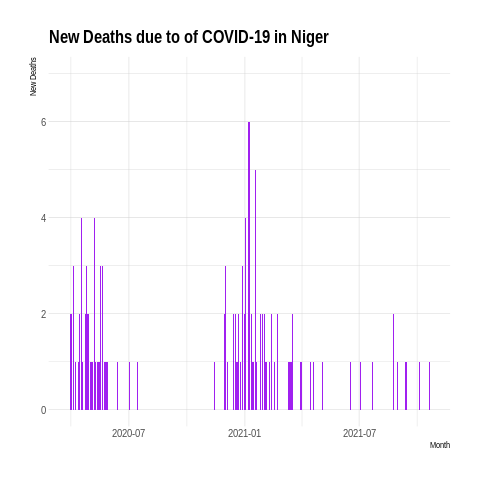 New Deaths due to of COVID-19 in Niger
New Deaths
6
4
2
0
2020-07
2021-01
2021-07
Month